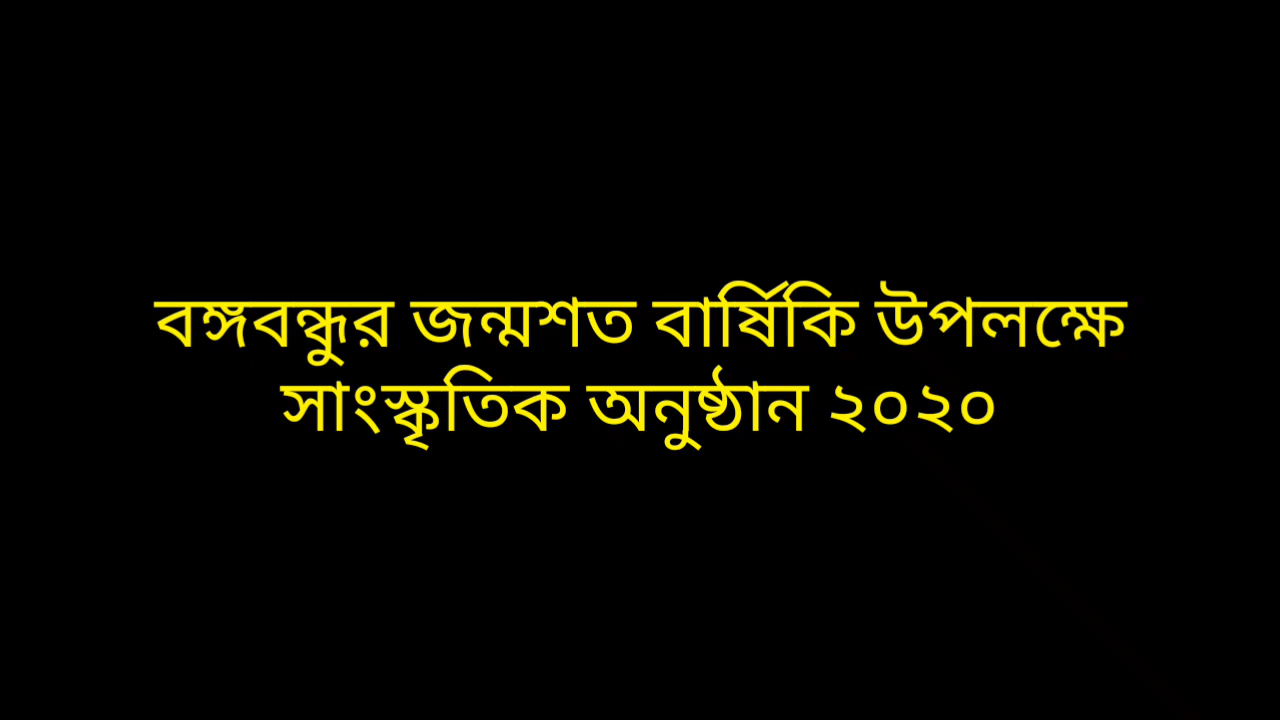 বঙ্গবন্ধুর জন্মশত বার্ষিকি উপলক্ষে
সাংস্কৃতিক অনুষ্ঠান ২০২০